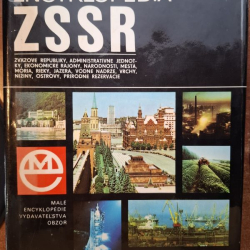 ENCYKLOPÉDIA
ZSSR
ZVÄZOVÉ REPUBLIKY, ADMINISTRATÍVNE JEDNOT-
KY, EKONOMICKÉ RAJÓNY, NÁRODNOSTI, MESTÁ,
MORIA, RIEKY, JAZERÁ, VODNÉ NÁDRŽE, VRCHY,
NÍŽINY, OSTROVY, PRÍRODNÉ REZERVÁCIE
MALÉ
ENCYKLOPÉDIE
VYDAVATEĽSTVA
OBZOR